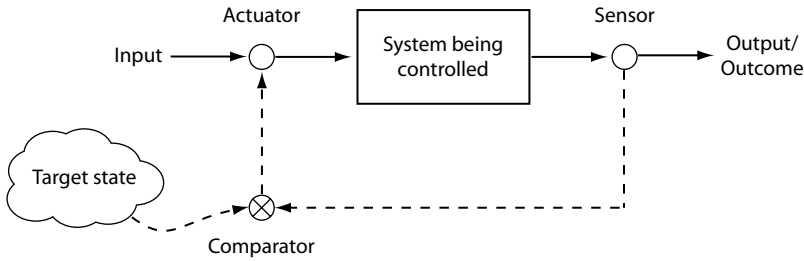 Actuator
Sensor
Input
System being
controlled
Output/
Outcome
Target state
Comparator